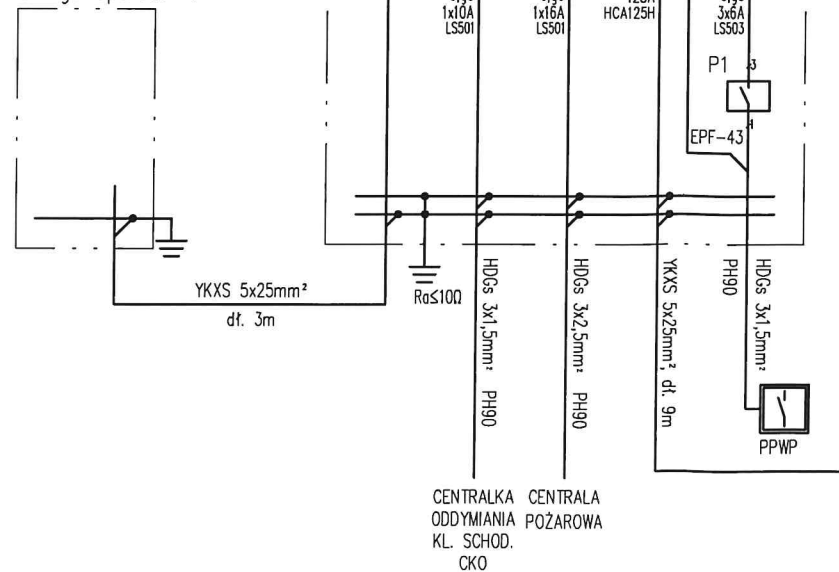 1x10A
LS501
1x16A
LS501
HCA125H
3x6A
LS503
P1
3
EPF-43
YKXS 5x25mm²
dł. 3m
Ra≤10Ω
HDGs 3x1,5mm² PH90
HDGs 3x2,5mm² PH90
YKXS 5x25mm², dł. 9m
PH90
HDGs 3x1,5mm²
PPWP
CENTRALKA
ODDYMIANIA
KL. SCHOD.
CKO
CENTRALA
POŻAROWA